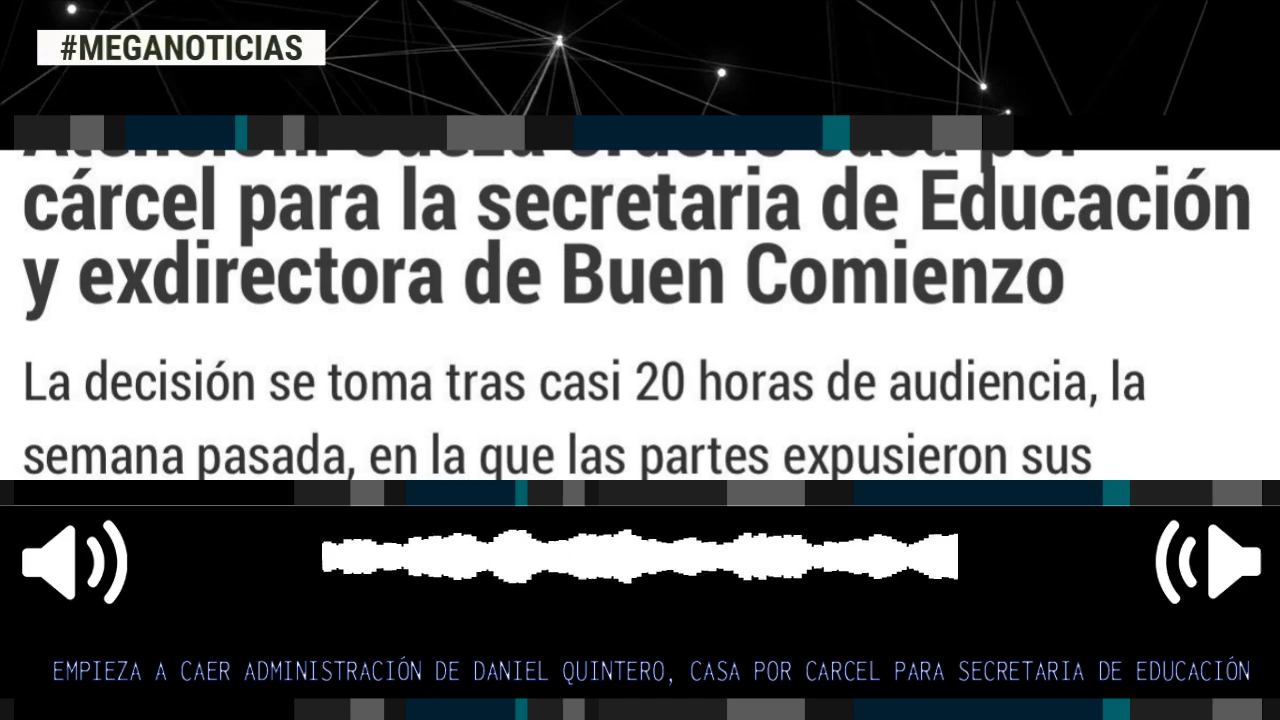 #MEGANOTICIAS
cárcel para la secretaria de Educación
y exdirectora de Buen Comienzo
La decisión se toma tras casi 20 horas de audiencia, la
semana pasada, en la que las partes expusieron sus
EMPIEZA A CAER ADMINISTRACIÓN DE DANIEL QUINTERO, CASA POR CARCEL PARA SECRETARIA DE EDUCACIÓN